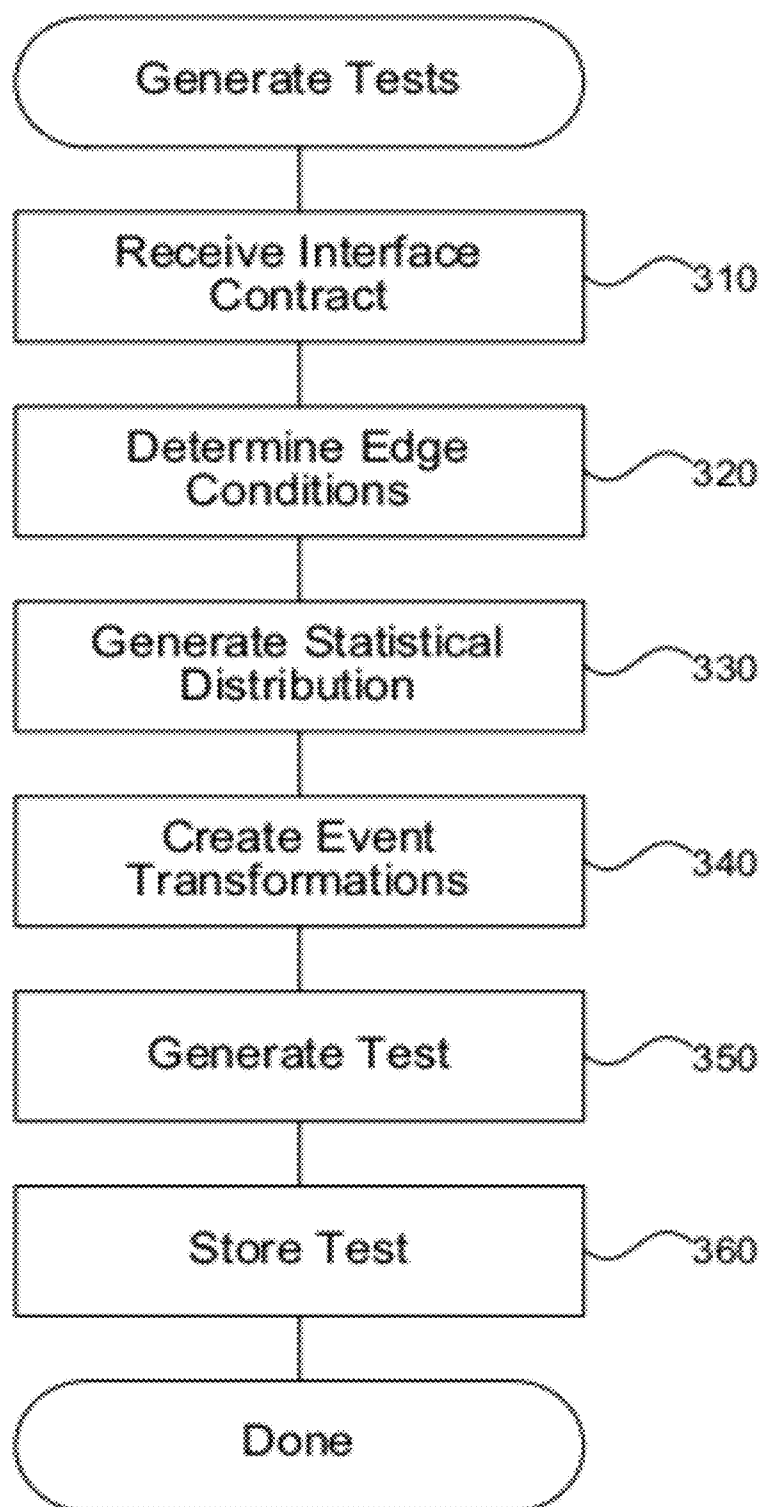 Generate Tests
Receive Interface
Contract
310
Determine Edge
Conditions
320
Generate Statistical
Distribution
330
Create Event
Transformations
340
Generate Test
350
Store Test
360
Done